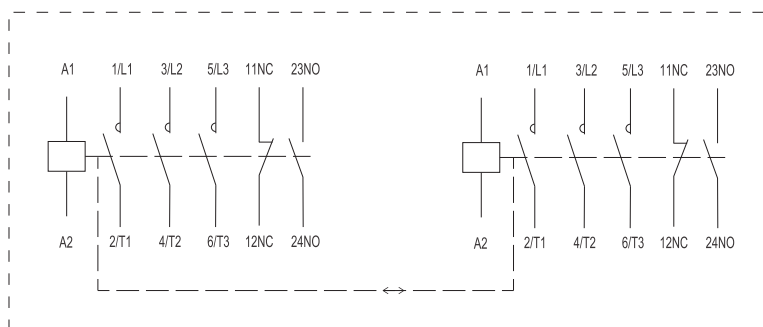 A1 1/L1 3/L2 5/L3 11NC 23NO
A2 2/T1 4/T2 6/T3 12NC 24NO
A1 1/L1 3/L2 5/L3 11NC 23NO
A2 2/T1 4/T2 6/T3 12NC 24NO